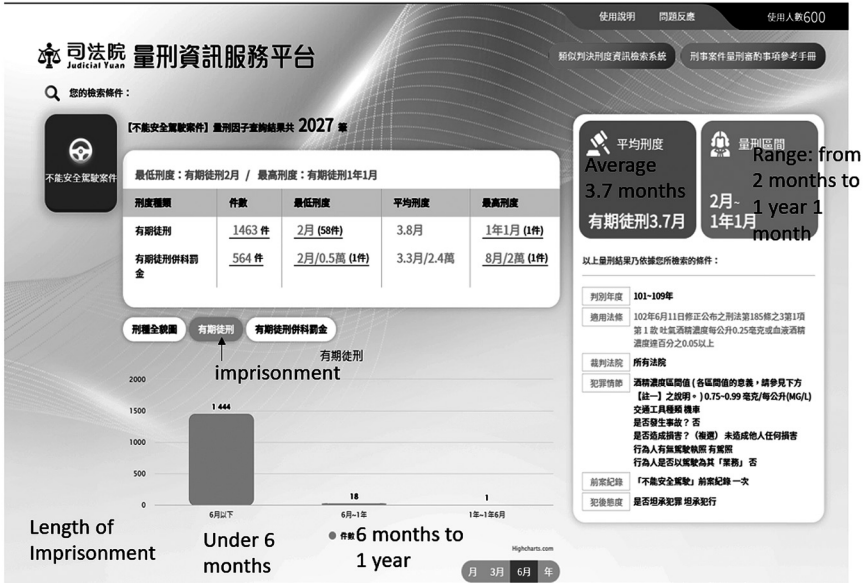 使用說明 問題反應 使用人數600
司法院 Judicial Yuan 量刑資訊服務平台
類似判決刑度資訊檢索系統 刑事案件量刑審酌事項參考手冊
您的檢索條件：
不能安全駕駛案件
【不能安全駕駛案件】量刑因子查詢結果共 2027 筆
最低刑度：有期徒刑2月 / 最高刑度：有期徒刑1年1月
刑度種類 件數 最低刑度 平均刑度 最高刑度
有期徒刑 1463 件 2月 (58件) 3.8月 1年1月 (1件)
有期徒刑併科罰金 564 件 2月/0.5萬 (1件) 3.3月/2.4萬 8月/2萬 (1件)
平均刑度
Average
3.7 months
有期徒刑3.7月
量刑區間
Range: from
2 months to
1 year 1
month
2月~
1年1月
以上量刑結果乃依據您所檢索的條件：
判別年度 101~109年
適用法條 102年6月11日修正公布之刑法第185條之3第1項
第 1 款 吐氣酒精濃度每公升0.25毫克或血液酒精
濃度達百分之0.05以上
裁判法院 所有法院
犯罪情節 酒精濃度區間值 ( 各區間值的意義，請參見下方
【註一】之說明。) 0.75~0.99 毫克/每公升(MG/L)
交通工具種類 機車
是否發生事故？ 否
是否造成損害？（複選） 未造成他人任何損害
行為人有無駕駛執照 有駕照
行為人是否以駕駛為其「業務」 否
前案紀錄 「不能安全駕駛」前案紀錄 一次
犯後態度 是否坦承犯罪 坦承犯行
刑種全貌圖 有期徒刑 有期徒刑併科罰金
有期徒刑
imprisonment
2000
1500
1000
500
0
1 444
18
1
6月以下 6月~1年 1年~1年6月
件數
Length of
Imprisonment
Under 6
months
6 months to
1 year
Highcharts.com
月 3月 6月 年